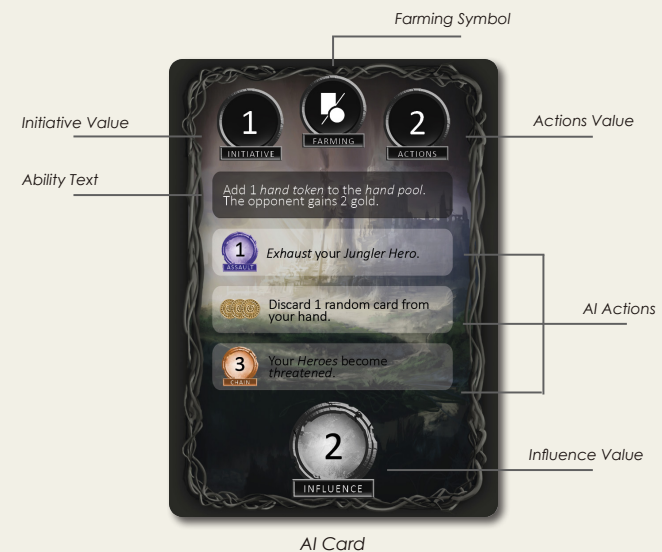 Farming Symbol
Initiative Value
Actions Value
Ability Text
1
INITIATIVE
FARMING
2
ACTIONS
Add 1 hand token to the hand pool.
The opponent gains 2 gold.
1
ASSAULT
Exhaust your Jungler Hero.
Discard 1 random card from
your hand.
AI Actions
3
CHAIN
Your Heroes become
threatened.
2
INFLUENCE
Influence Value
AI Card